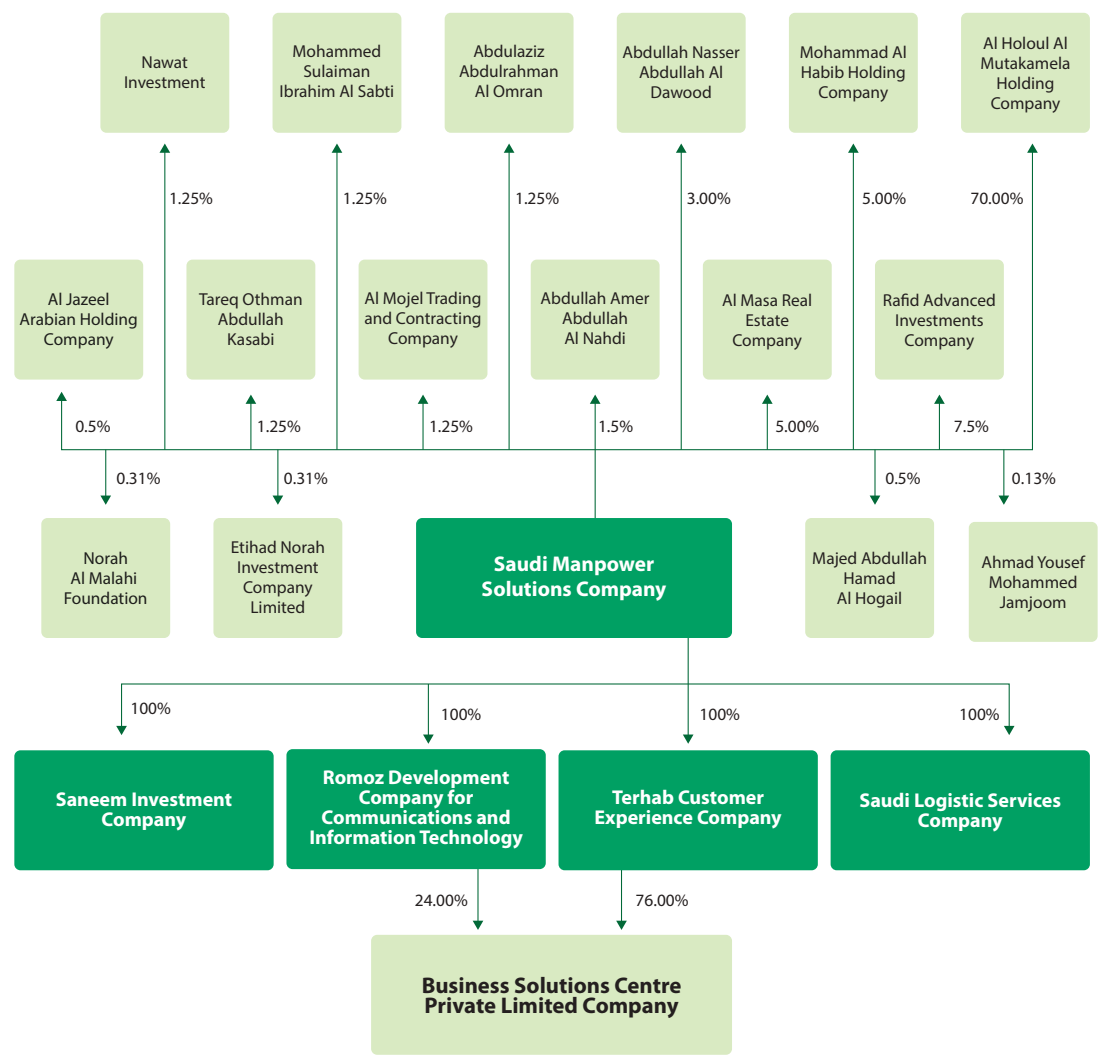 Nawat
Investment
Mohammed
Sulaiman
Ibrahim Al Sabti
Abdulaziz
Abdulrahman
Al Omran
Abdullah Nasser
Abdullah Al
Dawood
Mohammad Al
Habib Holding
Company
Al Holoul Al
Mutakamela
Holding
Company
1.25%
1.25%
1.25%
3.00%
5.00%
70.00%
Al Jazeel
Arabian Holding
Company
Tareq Othman
Abdullah
Kasabi
Al Mojel Trading
and Contracting
Company
Abdullah Amer
Abdullah
Al Nahdi
Al Masa Real
Estate
Company
Rafid Advanced
Investments
Company
0.5%
1.25%
1.25%
1.5%
5.00%
7.5%
0.31%
0.31%
0.5%
0.13%
Norah
Al Malahi
Foundation
Etihad Norah
Investment
Company
Limited
Saudi Manpower
Solutions Company
Majed Abdullah
Hamad
Al Hogail
Ahmad Yousef
Mohammed
Jamjoom
100%
100%
100%
100%
Saneem Investment
Company
Romoz Development
Company for
Communications and
Information Technology
Terhab Customer
Experience Company
Saudi Logistic Services
Company
24.00%
76.00%
Business Solutions Centre
Private Limited Company